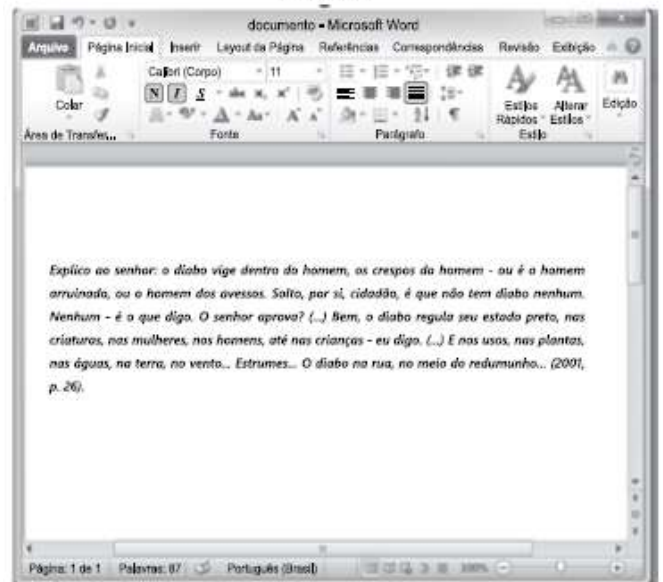 documento - Microsoft Word
Arquivo Página Inicial Inserir Layout da Página Referências Correspondências Revisão Exibição
Calibri (Corpo) 11
N I S abe x, x²
Colar A Aa A A Estilos Rápidos Alterar Estilos Edição
Área de Transfer... Fonte Parágrafo Estilo
Explico ao senhor: o diabo vige dentro do homem, os crespos do homem - ou é o homem
arruinado, ou o homem dos avessos. Solto, por si, cidadão, é que não tem diabo nenhum.
Nenhum - é o que digo. O senhor aprova? (...) Bem, o diabo regula seu estado preto, nas
criaturas, nas mulheres, nos homens, até nas crianças - eu digo. (...) E nos usos, nas plantas,
nas águas, na terra, no vento... Estrumes... O diabo na rua, no meio do redumunho... (2001,
p. 26).
Página: 1 de 1 Palavras: 87 Português (Brasil) 100%